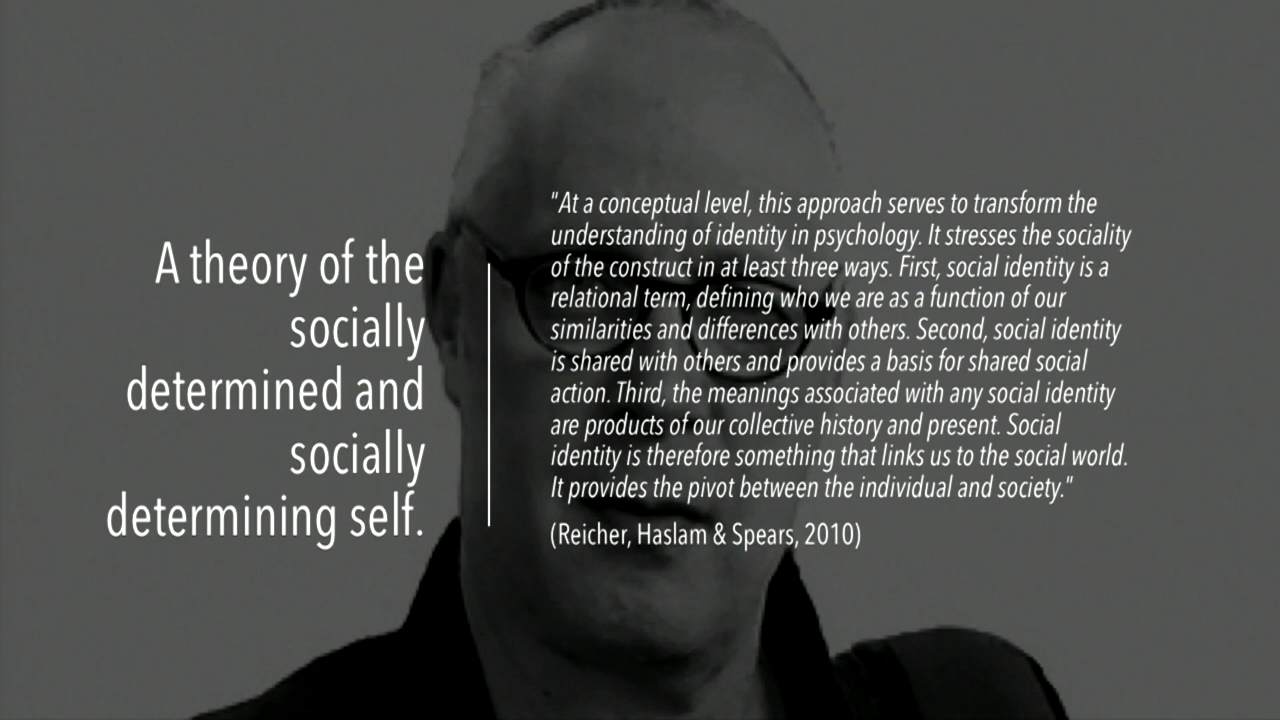 A theory of the
socially
determined and
socially
determining self.
"At a conceptual level, this approach serves to transform the
understanding of identity in psychology. It stresses the sociality
of the construct in at least three ways. First, social identity is a
relational term, defining who we are as a function of our
similarities and differences with others. Second, social identity
is shared with others and provides a basis for shared social
action. Third, the meanings associated with any social identity
are products of our collective history and present. Social
identity is therefore something that links us to the social world.
It provides the pivot between the individual and society."
(Reicher, Haslam & Spears, 2010)